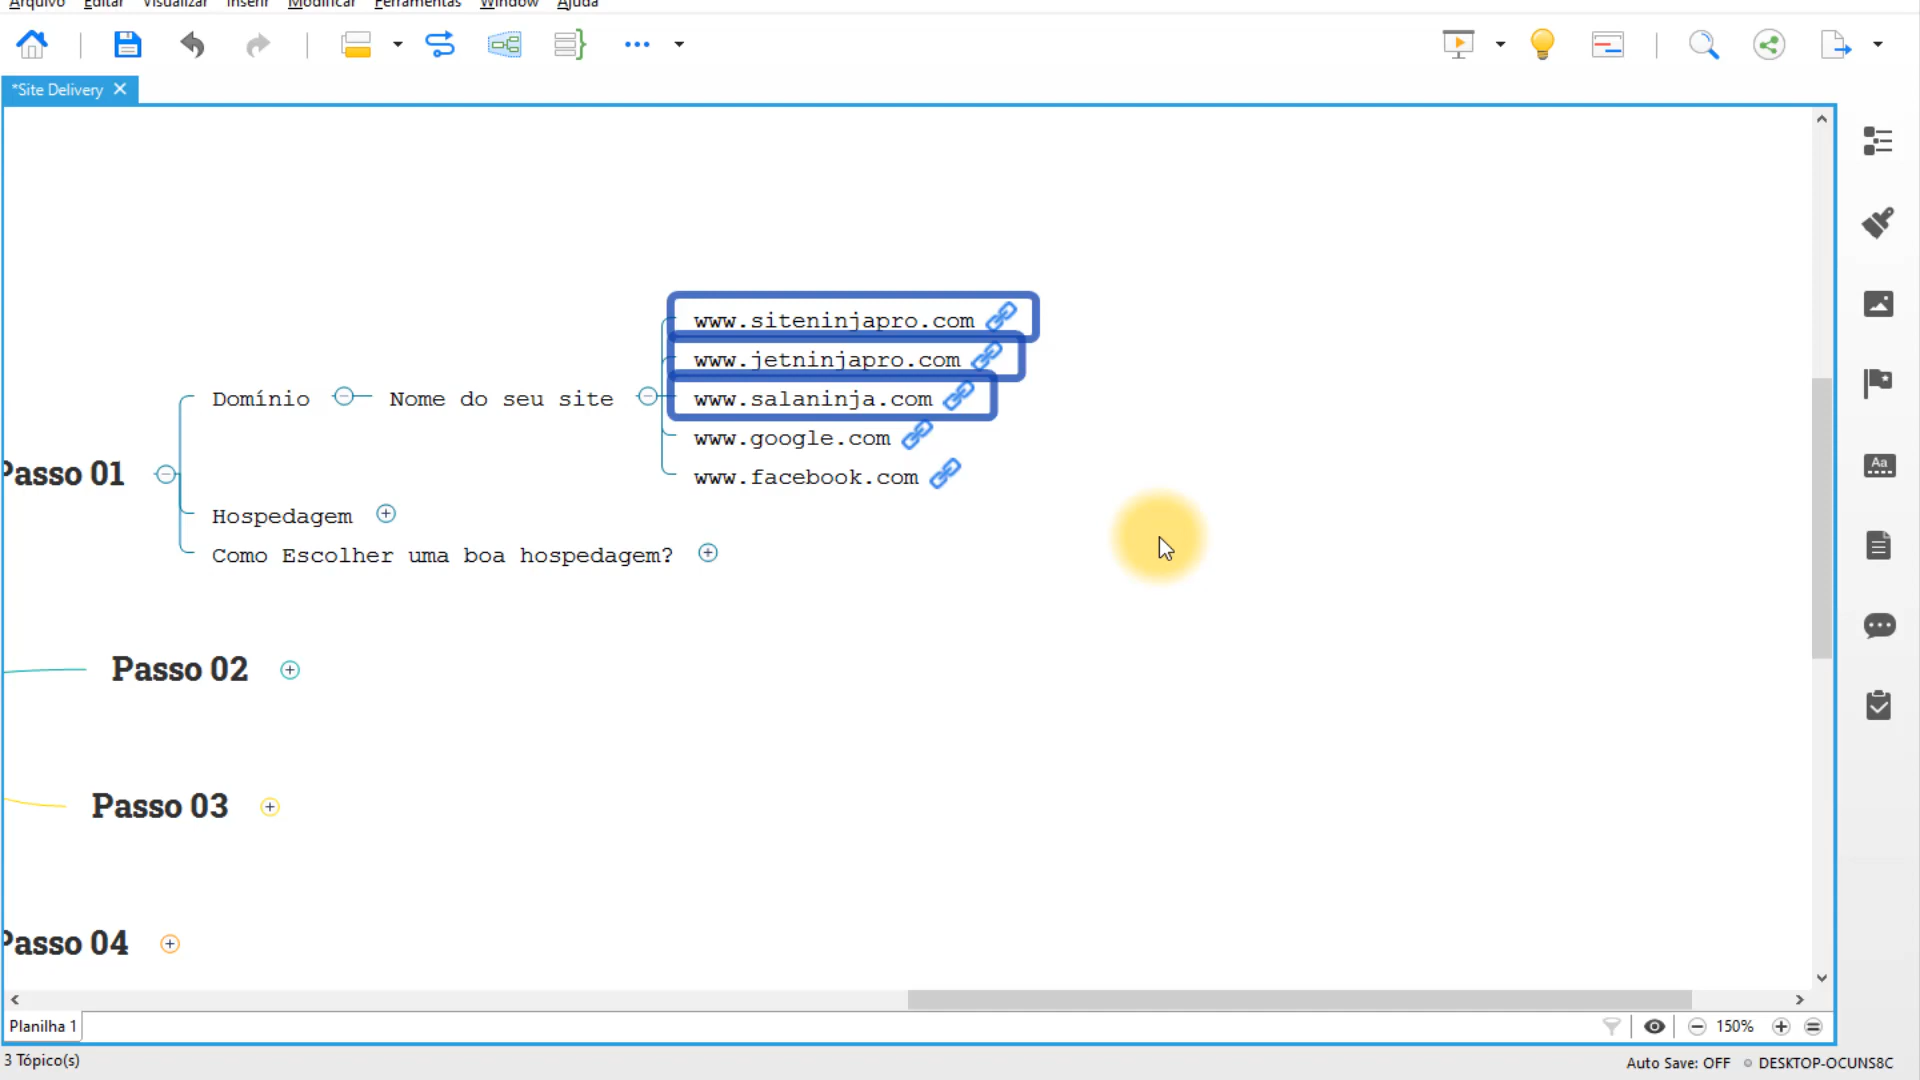 Arquivo Editar Visualizar Inserir Modificar Ferramentas Window Ajuda
*Site Delivery
www.siteninjapro.com
www.jetninjapro.com
Domínio Nome do seu site www.salaninja.com
www.google.com
Passo 01 www.facebook.com
Hospedagem
Como Escolher uma boa hospedagem?
Passo 02
Passo 03
Passo 04
Aa
Planilha 1
150%
3 Tópico(s)
Auto Save: OFF DESKTOP-OCUNS8C